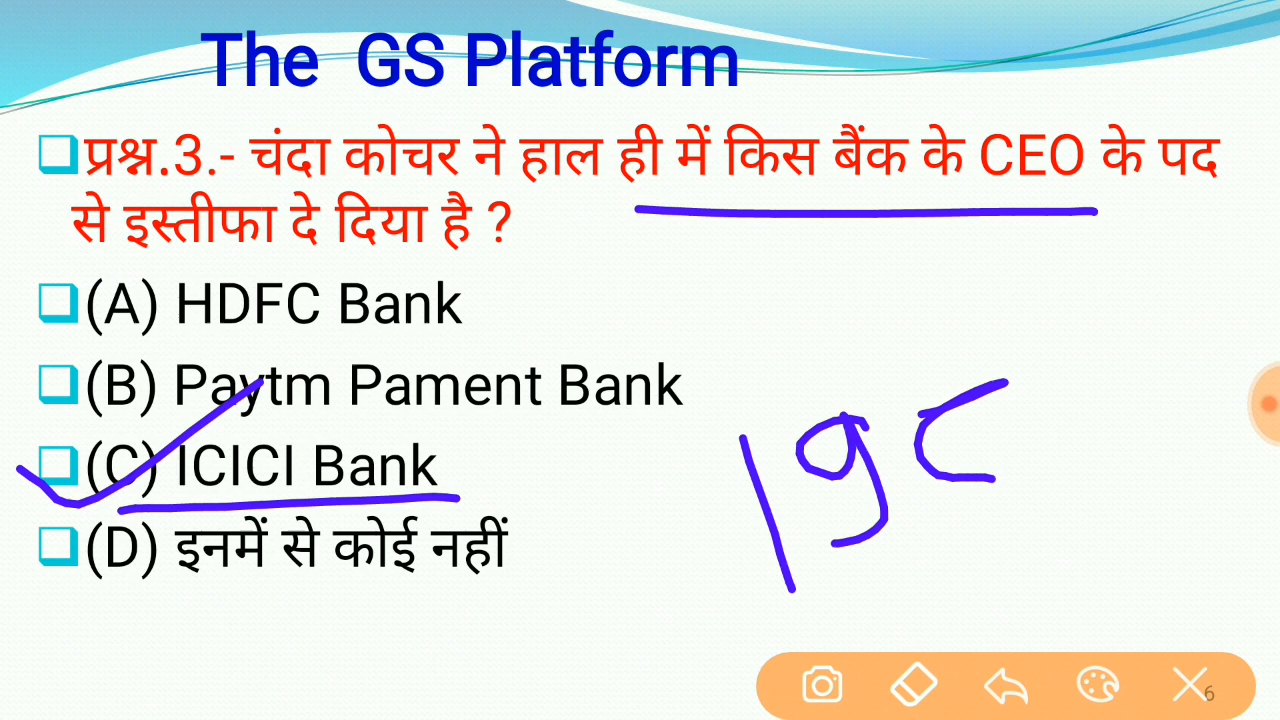 The GS Platform
प्रश्न.3.- चंदा कोचर ने हाल ही में किस बैंक के CEO के पद
से इस्तीफा दे दिया है ?
(A) HDFC Bank
(B) Paytm Pament Bank
(C) ICICI Bank
(D) इनमें से कोई नहीं
6